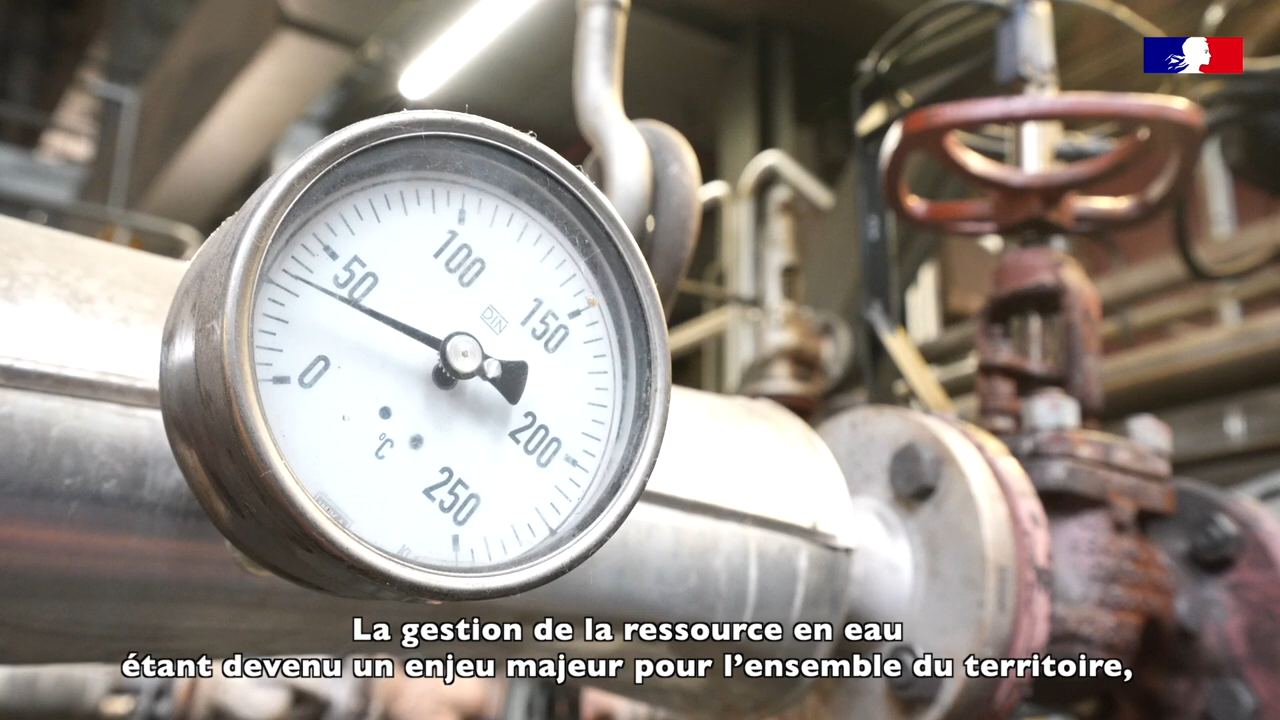 50
100
150
DIN
0
200
°C
250
La gestion de la ressource en eau
étant devenu un enjeu majeur pour l’ensemble du territoire,